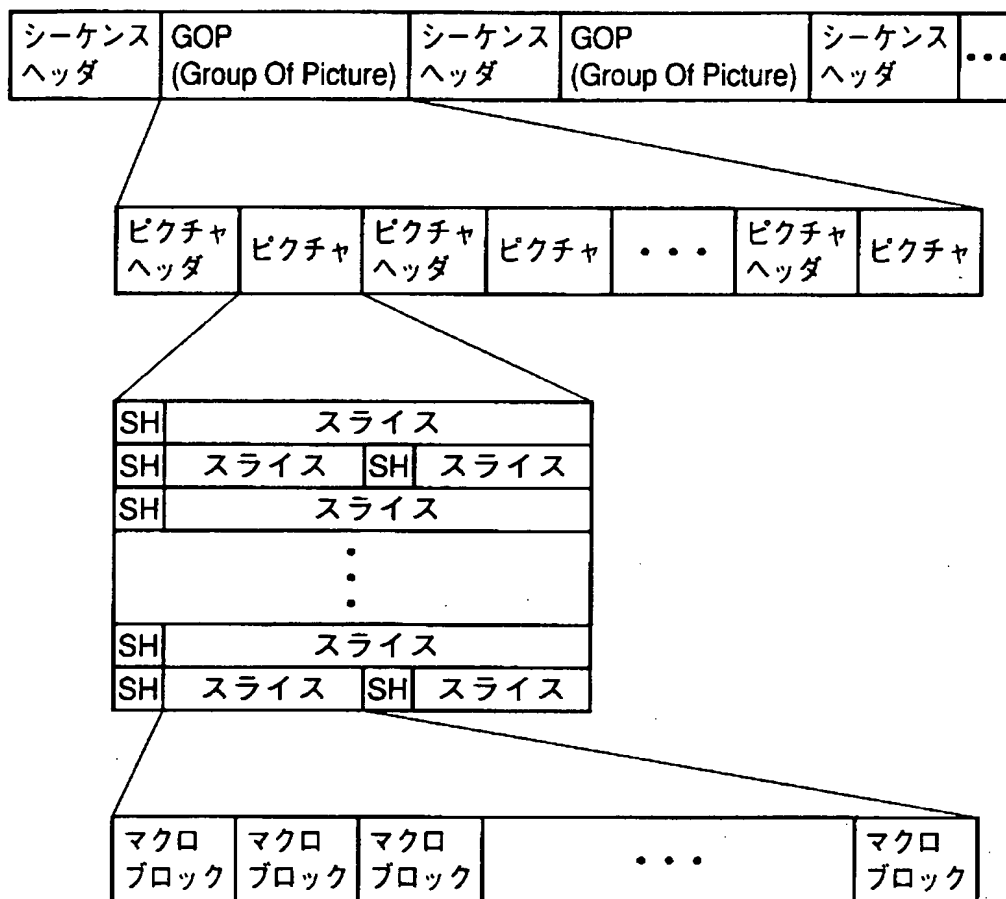 シーケンス GOP シーケンス GOP シーケンス
ヘッダ (Group Of Picture) ヘッダ (Group Of Picture) ヘッダ •••
ピクチャ ピクチャ ピクチャ ピクチャ • • • ピクチャ ピクチャ
ヘッダ ヘッダ ヘッダ
SH スライス
SH スライス SH スライス
SH スライス
•
•
•
SH スライス
SH スライス SH スライス
マクロ マクロ マクロ • • • マクロ
ブロック ブロック ブロック ブロック